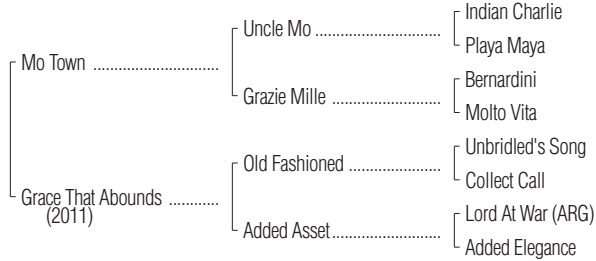 Indian Charlie
Uncle Mo ..................................
Playa Maya
Mo Town ...................................
Bernardini
Grazie Mille ..............................
Molto Vita
Unbridled's Song
Old Fashioned .........................
Collect Call
Grace That Abounds ..............
(2011)
Lord At War (ARG)
Added Asset..............................
Added Elegance